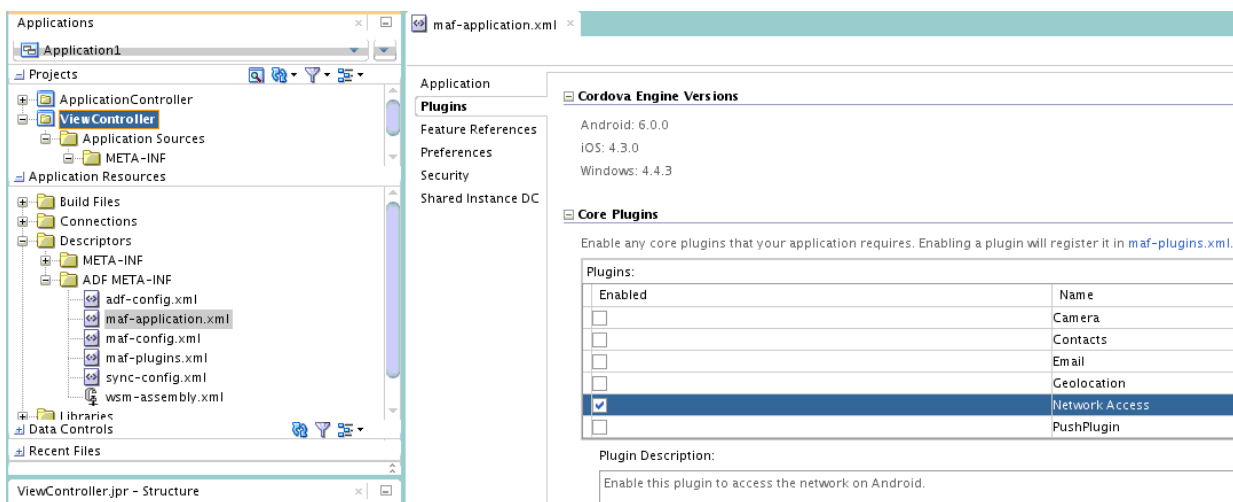 Applications
Application1
Projects
ApplicationController
ViewController
Application Sources
META-INF
Application Resources
Build Files
Connections
Descriptors
META-INF
ADF META-INF
adf-config.xml
maf-application.xml
maf-config.xml
maf-plugins.xml
sync-config.xml
wsm-assembly.xml
Libraries
Data Controls
Recent Files
ViewController.jpr - Structure
maf-application.xml
Application
Plugins
Feature References
Preferences
Security
Shared Instance DC
Cordova Engine Versions
Android: 6.0.0
iOS: 4.3.0
Windows: 4.4.3
Core Plugins
Enable any core plugins that your application requires. Enabling a plugin will register it in maf-plugins.xml.
Plugins:
Enabled Name
Camera
Contacts
Email
Geolocation
Network Access
PushPlugin
Plugin Description:
Enable this plugin to access the network on Android.